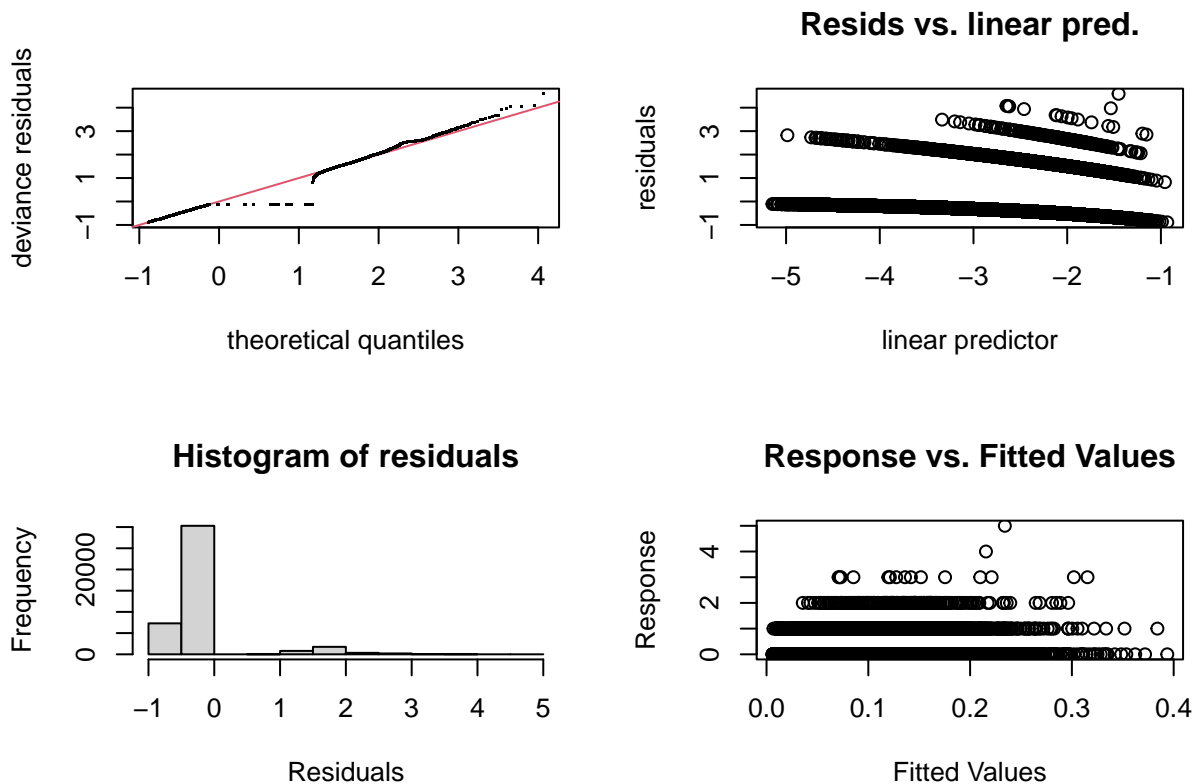 deviance residuals
3
1
−1
−1 0 1 2 3 4
theoretical quantiles
Resids vs. linear pred.
residuals
3
1
−1
−5 −4 −3 −2 −1
linear predictor
Histogram of residuals
Frequency
20000
0
−1 0 1 2 3 4 5
Residuals
Response vs. Fitted Values
Response
4
2
0
0.0 0.1 0.2 0.3 0.4
Fitted Values